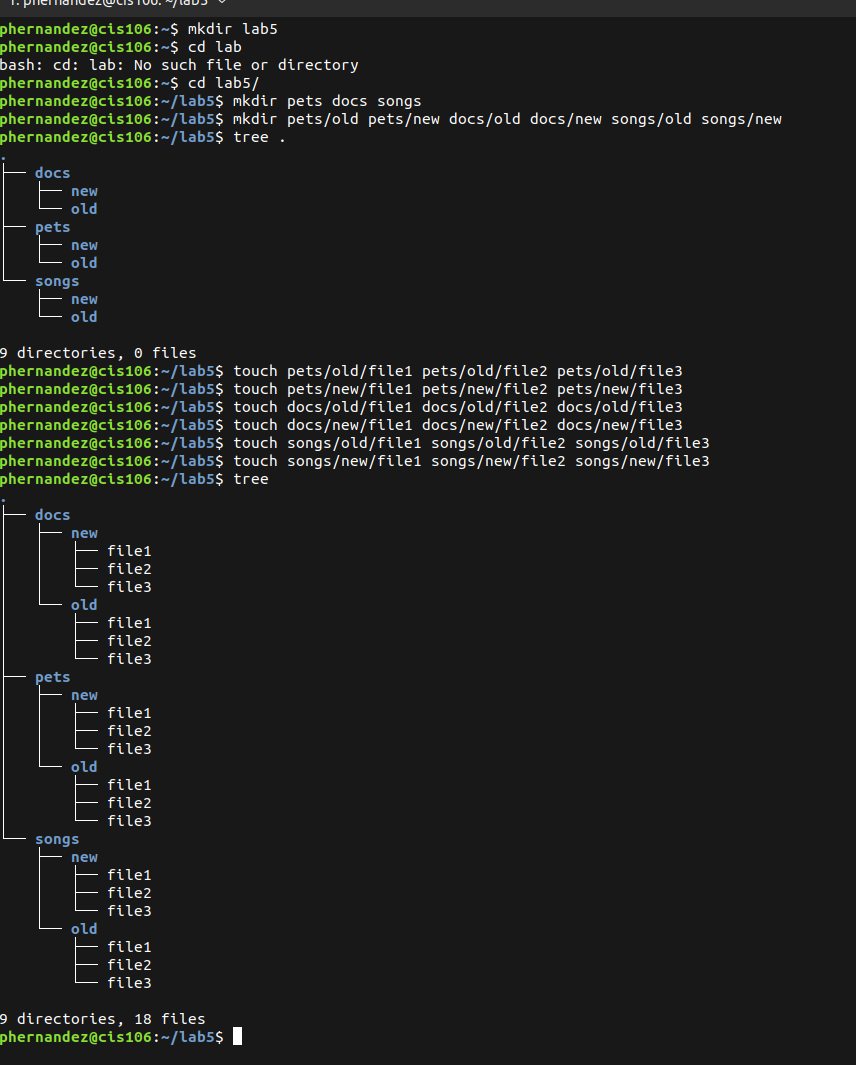 1: phernandez@cis106: ~/lab5
phernandez@cis106:~$ mkdir lab5
phernandez@cis106:~$ cd lab
bash: cd: lab: No such file or directory
phernandez@cis106:~$ cd lab5/
phernandez@cis106:~/lab5$ mkdir pets docs songs
phernandez@cis106:~/lab5$ mkdir pets/old pets/new docs/old docs/new songs/old songs/new
phernandez@cis106:~/lab5$ tree .
.
├── docs
│   ├── new
│   └── old
├── pets
│   ├── new
│   └── old
└── songs
    ├── new
    └── old

9 directories, 0 files
phernandez@cis106:~/lab5$ touch pets/old/file1 pets/old/file2 pets/old/file3
phernandez@cis106:~/lab5$ touch pets/new/file1 pets/new/file2 pets/new/file3
phernandez@cis106:~/lab5$ touch docs/old/file1 docs/old/file2 docs/old/file3
phernandez@cis106:~/lab5$ touch docs/new/file1 docs/new/file2 docs/new/file3
phernandez@cis106:~/lab5$ touch songs/old/file1 songs/old/file2 songs/old/file3
phernandez@cis106:~/lab5$ touch songs/new/file1 songs/new/file2 songs/new/file3
phernandez@cis106:~/lab5$ tree
.
├── docs
│   ├── new
│   │   ├── file1
│   │   ├── file2
│   │   └── file3
│   └── old
│       ├── file1
│       ├── file2
│       └── file3
├── pets
│   ├── new
│   │   ├── file1
│   │   ├── file2
│   │   └── file3
│   └── old
│       ├── file1
│       ├── file2
│       └── file3
└── songs
    ├── new
    │   ├── file1
    │   ├── file2
    │   └── file3
    └── old
        ├── file1
        ├── file2
        └── file3

9 directories, 18 files
phernandez@cis106:~/lab5$